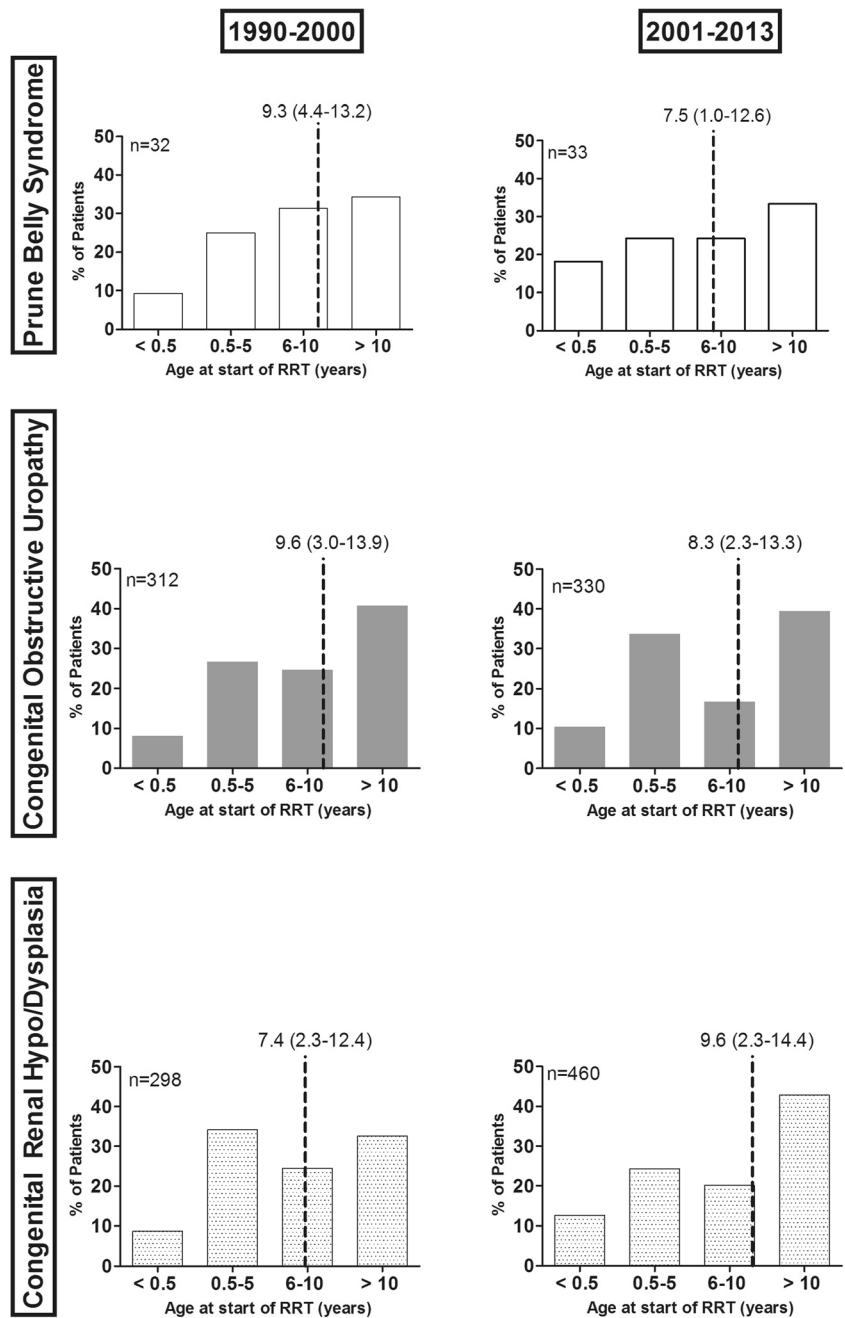 1990-2000
2001-2013
Prune Belly Syndrome
9.3 (4.4-13.2)
n=32
50
40
30
20
10
0
% of Patients
< 0.5 0.5-5 6-10 > 10
Age at start of RRT (years)
7.5 (1.0-12.6)
n=33
50
40
30
20
10
0
% of Patients
< 0.5 0.5-5 6-10 > 10
Age at start of RRT (years)
Congenital Obstructive Uropathy
9.6 (3.0-13.9)
n=312
50
40
30
20
10
0
% of Patients
< 0.5 0.5-5 6-10 > 10
Age at start of RRT (years)
8.3 (2.3-13.3)
n=330
50
40
30
20
10
0
% of Patients
< 0.5 0.5-5 6-10 > 10
Age at start of RRT (years)
Congenital Renal Hypo/Dysplasia
7.4 (2.3-12.4)
n=298
50
40
30
20
10
0
% of Patients
< 0.5 0.5-5 6-10 > 10
Age at start of RRT (years)
9.6 (2.3-14.4)
n=460
50
40
30
20
10
0
% of Patients
< 0.5 0.5-5 6-10 > 10
Age at start of RRT (years)